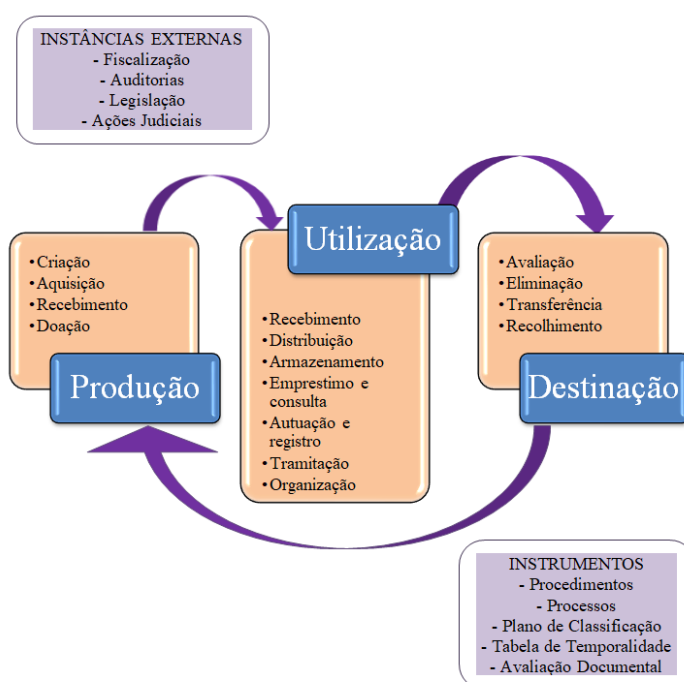 INSTÂNCIAS EXTERNAS
- Fiscalização
- Auditorias
- Legislação
- Ações Judiciais
•Criação
•Aquisição
•Recebimento
•Doação
Produção
Utilização
•Recebimento
•Distribuição
•Armazenamento
•Emprestimo e
consulta
•Autuação e
registro
•Tramitação
•Organização
•Avaliação
•Eliminação
•Transferência
•Recolhimento
Destinação
INSTRUMENTOS
- Procedimentos
- Processos
- Plano de Classificação
- Tabela de Temporalidade
- Avaliação Documental